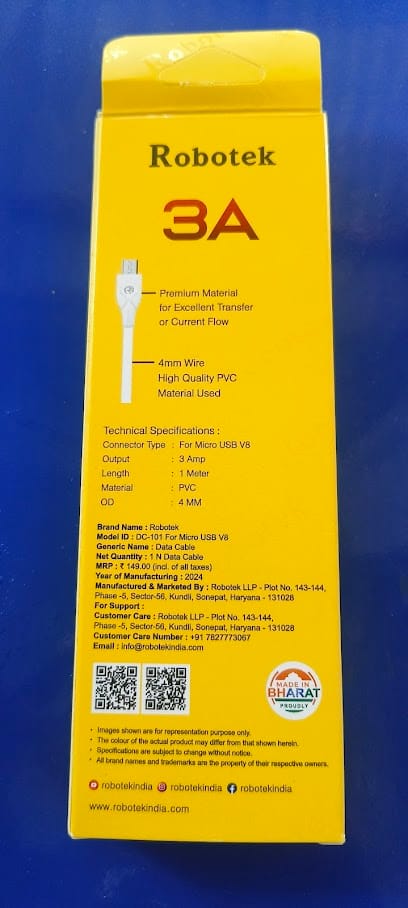 Robotek
3A
Premium Material
for Excellent Transfer
or Current Flow
4mm Wire
High Quality PVC
Material Used
Technical Specifications :
Connector Type : For Micro USB V8
Output : 3 Amp
Length : 1 Meter
Material : PVC
OD : 4 MM
Brand Name : Robotek
Model ID : DC-101 For Micro USB V8
Generic Name : Data Cable
Net Quantity : 1 N Data Cable
MRP : ₹ 149.00 (incl. of all taxes)
Year of Manufacturing : 2024
Manufactured & Marketed By : Robotek LLP - Plot No. 143-144,
Phase -5, Sector-56, Kundli, Sonepat, Haryana - 131028
For Support :
Customer Care : Robotek LLP - Plot No. 143-144,
Phase -5, Sector-56, Kundli, Sonepat, Haryana - 131028
Customer Care Number : +91 7827773067
Email : info@robotekindia.com
MADE IN
BHARAT
PROUDLY
• Images shown are for representation purpose only.
• The colour of the actual product may differ from that shown herein.
• Specifications are subject to change without notice.
• All brand names and trademarks are the property of their respective owners.
robotekindia robotekindia robotekindia
www.robotekindia.com